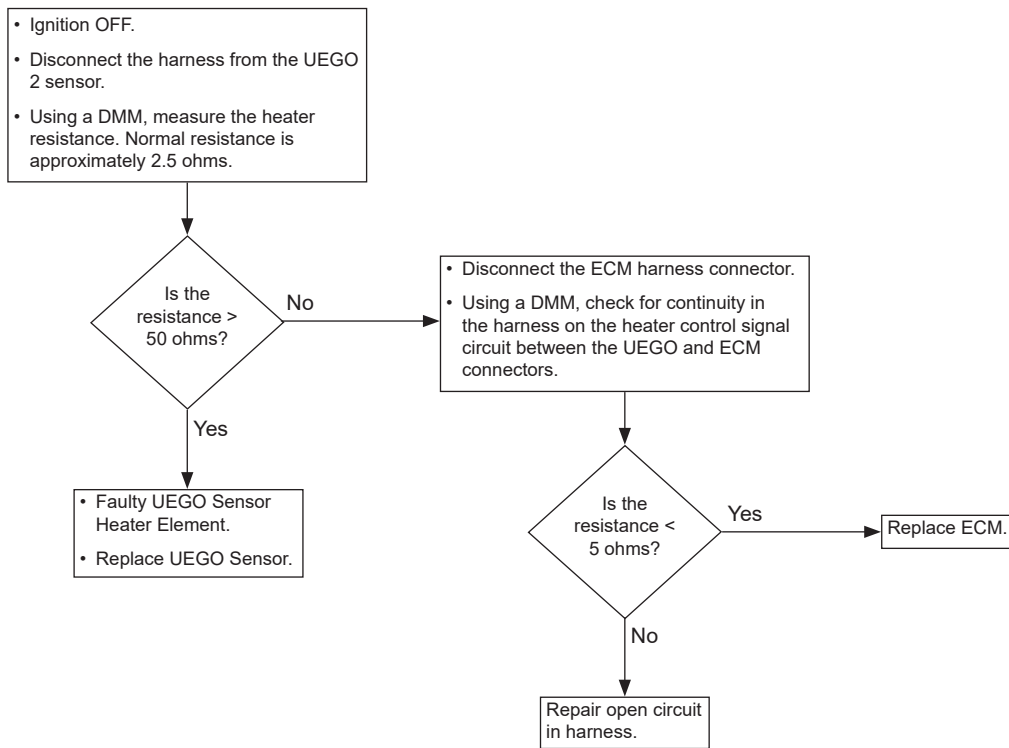 • Ignition OFF.
• Disconnect the harness from the UEGO
2 sensor.
• Using a DMM, measure the heater
resistance. Normal resistance is
approximately 2.5 ohms.
Is the
resistance >
50 ohms?
No
Yes
• Faulty UEGO Sensor
Heater Element.
• Replace UEGO Sensor.
• Disconnect the ECM harness connector.
• Using a DMM, check for continuity in
the harness on the heater control signal
circuit between the UEGO and ECM
connectors.
Is the
resistance <
5 ohms?
Yes
Replace ECM.
No
Repair open circuit
in harness.